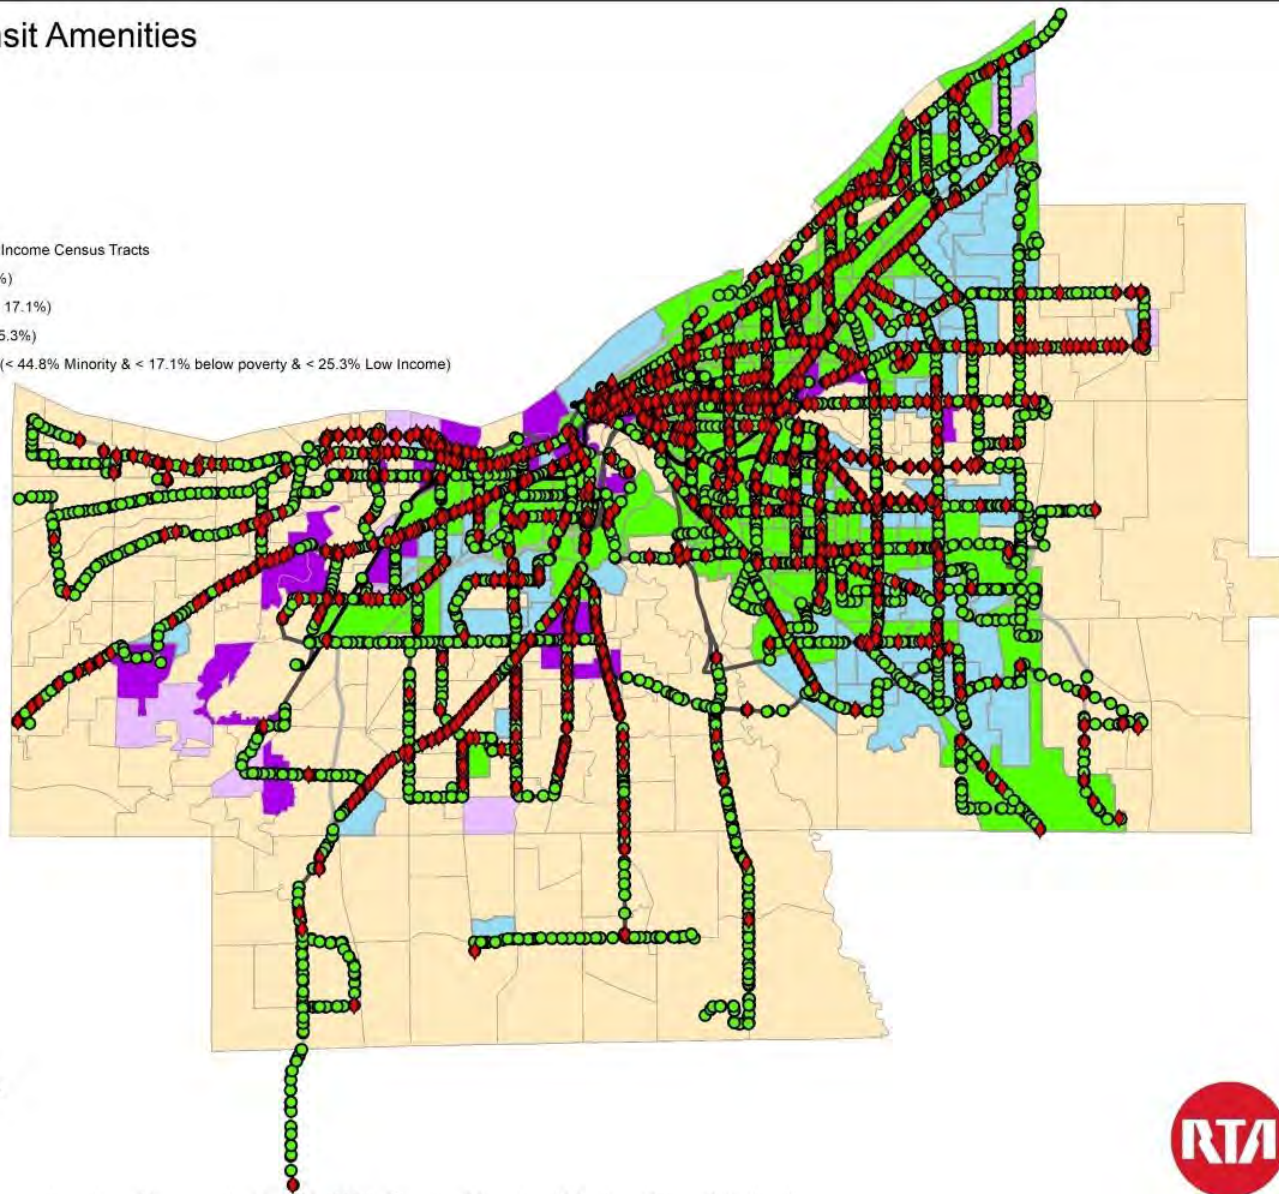 nsit Amenities
Income Census Tracts
%)
17.1%)
5.3%)
(< 44.8% Minority & < 17.1% below poverty & < 25.3% Low Income)
RTA